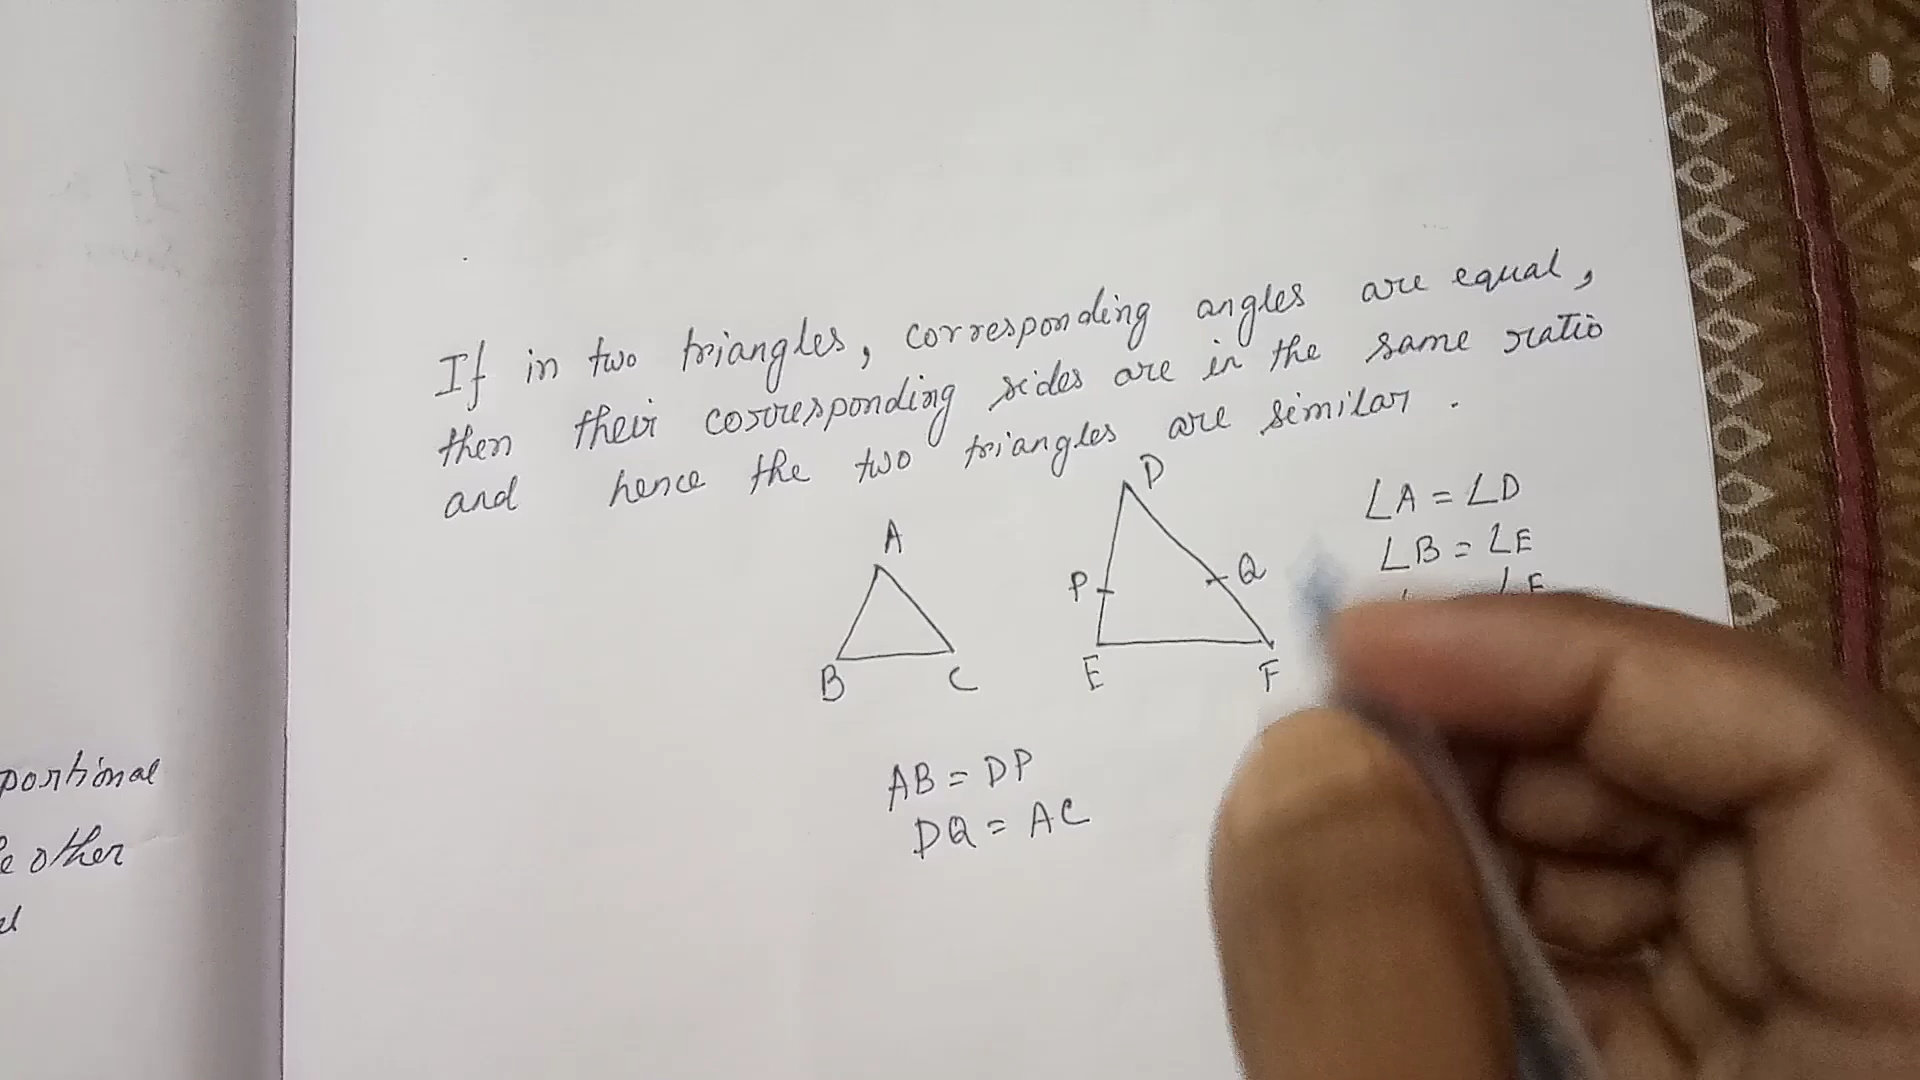 If in two triangles, corresponding angles are equal,
then their corresponding sides are in the same ratio
and hence the two triangles are similar.
A
B
C
D
P
Q
E
F
∠A = ∠D
∠B = ∠E
AB = DP
DQ = AC
other